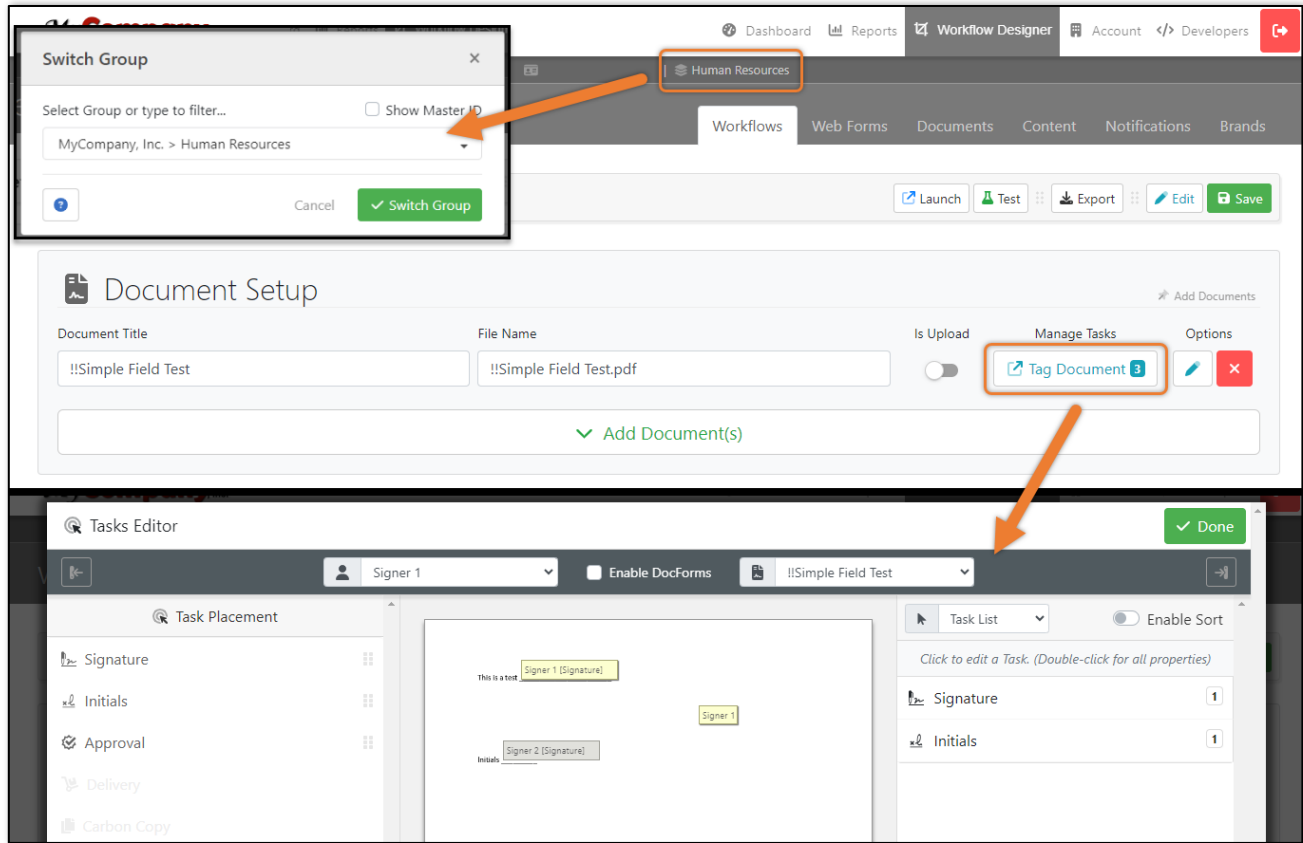 MyCompany
Dashboard
Reports
Workflow Designer
Account
Developers
Switch Group
×
Human Resources
Select Group or type to filter...
Show Master ID
MyCompany, Inc. > Human Resources
Cancel
Switch Group
Workflows
Web Forms
Documents
Content
Notifications
Brands
Launch
Test
Export
Edit
Save
Document Setup
Add Documents
Document Title
File Name
Is Upload
Manage Tasks
Options
!!Simple Field Test
!!Simple Field Test.pdf
Tag Document 3
Add Document(s)
Tasks Editor
Done
Signer 1
Enable DocForms
!!Simple Field Test
Task Placement
Signature
Initials
Approval
Delivery
Carbon Copy
This is a test
Signer 1 [Signature]
Signer 1
Initials
Signer 2 [Signature]
Task List
Enable Sort
Click to edit a Task. (Double-click for all properties)
Signature 1
Initials 1